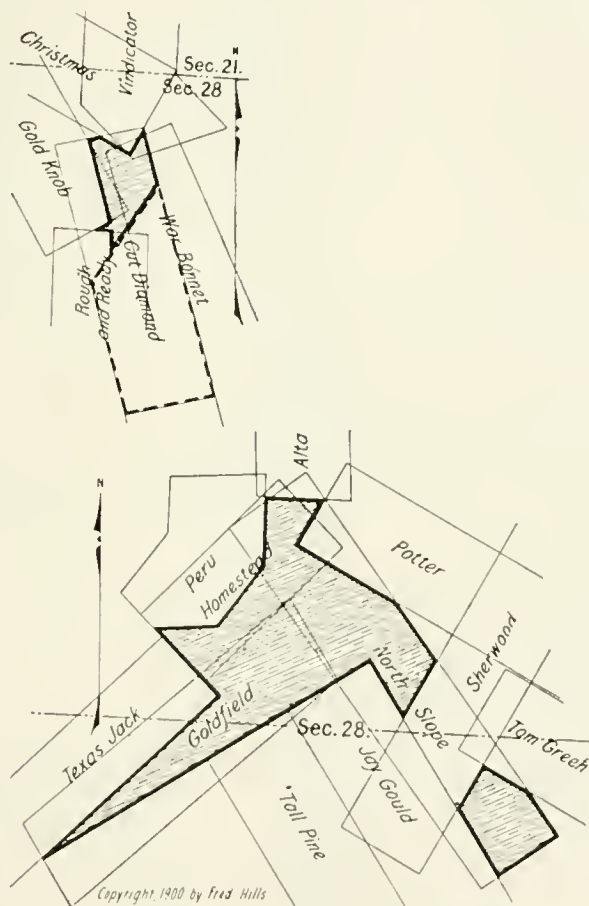 Christmas
Vindicator
N
Sec. 21.
Sec. 28
Gold Knob
War Bonnet
Rough
and Ready
Cut Diamond
Alta
N
Potter
Peru
Homestead
Sherwood
North
Slope
Goldfield
Sec. 28.
Tom Green
Texas Jack
Jay Gould
Tall Pine
Copyright, 1900 by Fred Hills